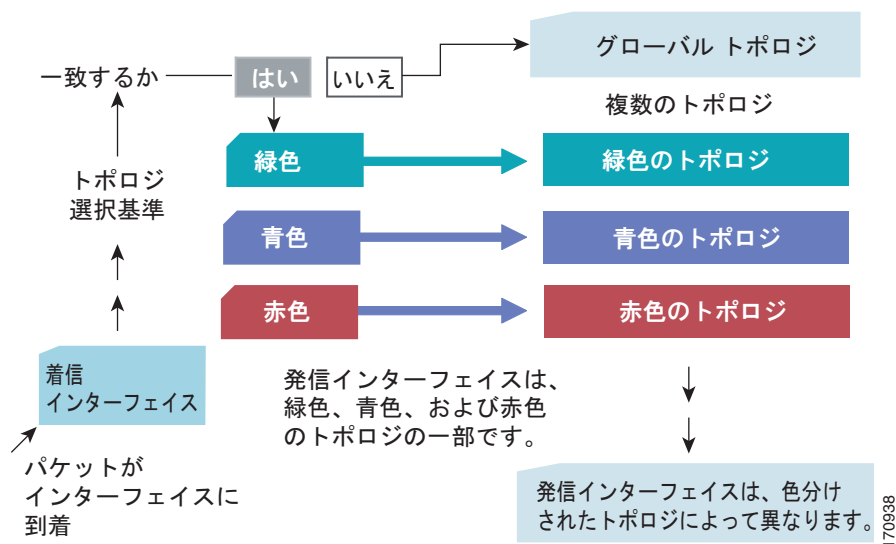 グローバル トポロジ
一致するか
はい
いいえ
複数のトポロジ
緑色
緑色のトポロジ
トポロジ
選択基準
青色
青色のトポロジ
赤色
赤色のトポロジ
着信
インターフェイス
発信インターフェイスは、
緑色、青色、および赤色
のトポロジの一部です。
パケットが
インターフェイスに
到着
発信インターフェイスは、色分け
されたトポロジによって異なります。
170938